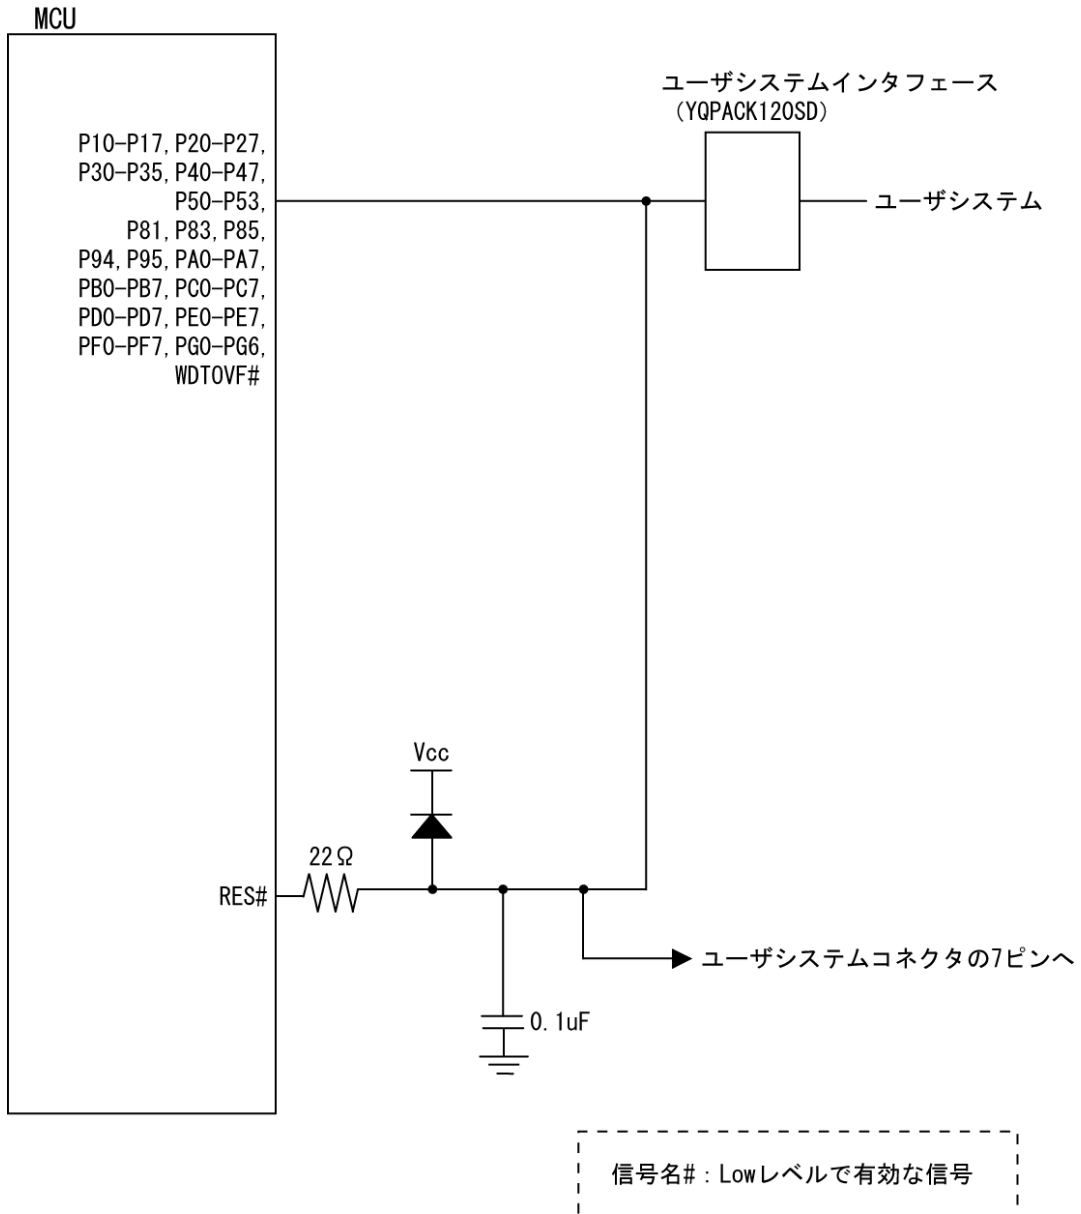 MCU
ユーザシステムインタフェース
(YQPACK120SD)
P10-P17, P20-P27,
P30-P35, P40-P47,
P50-P53,
ユーザシステム
P81, P83, P85,
P94, P95, PA0-PA7,
PB0-PB7, PC0-PC7,
PD0-PD7, PE0-PE7,
PF0-PF7, PG0-PG6,
WDTOVF#
Vcc
22Ω
RES#
ユーザシステムコネクタの7ピンへ
0.1uF
信号名# : Lowレベルで有効な信号